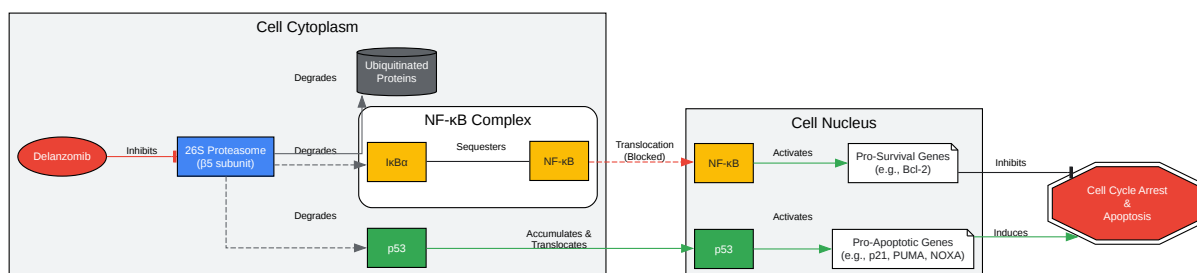 Cell Cytoplasm
Ubiquitinated
Proteins
Degrades
NF-κB Complex
Cell Nucleus
Delanzomib
Inhibits
26S Proteasome
(β5 subunit)
Degrades
IκBα
Sequesters
NF-κB
Translocation
(Blocked)
NF-κB
Activates
Pro-Survival Genes
(e.g., Bcl-2)
Inhibits
Cell Cycle Arrest
&
Apoptosis
Degrades
p53
Accumulates &
Translocates
p53
Activates
Pro-Apoptotic Genes
(e.g., p21, PUMA, NOXA)
Induces